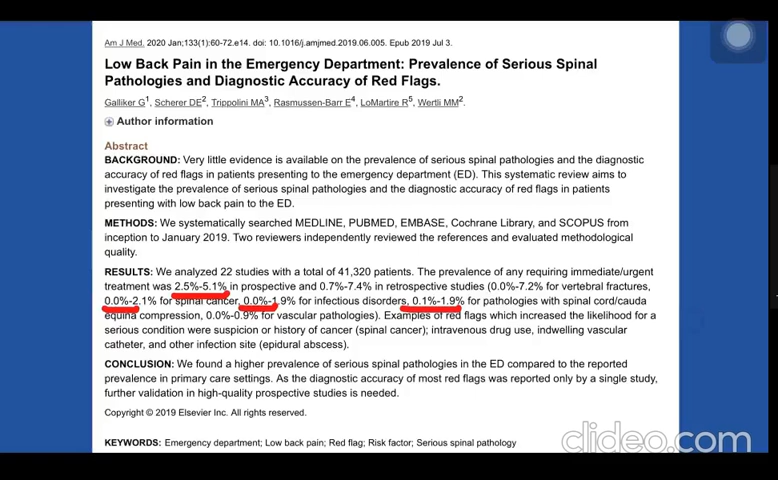 Am J Med. 2020 Jan;133(1):60-72.e14. doi: 10.1016/j.amjmed.2019.06.005. Epub 2019 Jul 3.
Low Back Pain in the Emergency Department: Prevalence of Serious Spinal
Pathologies and Diagnostic Accuracy of Red Flags.
Galliker G1, Scherer DE2, Trippolini MA3, Rasmussen-Barr E4, LoMartire R5, Wertli MM2.
Author information
Abstract
BACKGROUND: Very little evidence is available on the prevalence of serious spinal pathologies and the diagnostic
accuracy of red flags in patients presenting to the emergency department (ED). This systematic review aims to
investigate the prevalence of serious spinal pathologies and the diagnostic accuracy of red flags in patients
presenting with low back pain to the ED.
METHODS: We systematically searched MEDLINE, PUBMED, EMBASE, Cochrane Library, and SCOPUS from
inception to January 2019. Two reviewers independently reviewed the references and evaluated methodological
quality.
RESULTS: We analyzed 22 studies with a total of 41,320 patients. The prevalence of any requiring immediate/urgent
treatment was 2.5%-5.1% in prospective and 0.7%-7.4% in retrospective studies (0.0%-7.2% for vertebral fractures,
0.0%-2.1% for spinal cancer, 0.0%-1.9% for infectious disorders, 0.1%-1.9% for pathologies with spinal cord/cauda
equina compression, 0.0%-0.9% for vascular pathologies). Examples of red flags which increased the likelihood for a
serious condition were suspicion or history of cancer (spinal cancer); intravenous drug use, indwelling vascular
catheter, and other infection site (epidural abscess).
CONCLUSION: We found a higher prevalence of serious spinal pathologies in the ED compared to the reported
prevalence in primary care settings. As the diagnostic accuracy of most red flags was reported only by a single study,
further validation in high-quality prospective studies is needed.
Copyright © 2019 Elsevier Inc. All rights reserved.
KEYWORDS: Emergency department; Low back pain; Red flag; Risk factor; Serious spinal pathology
clideo.com